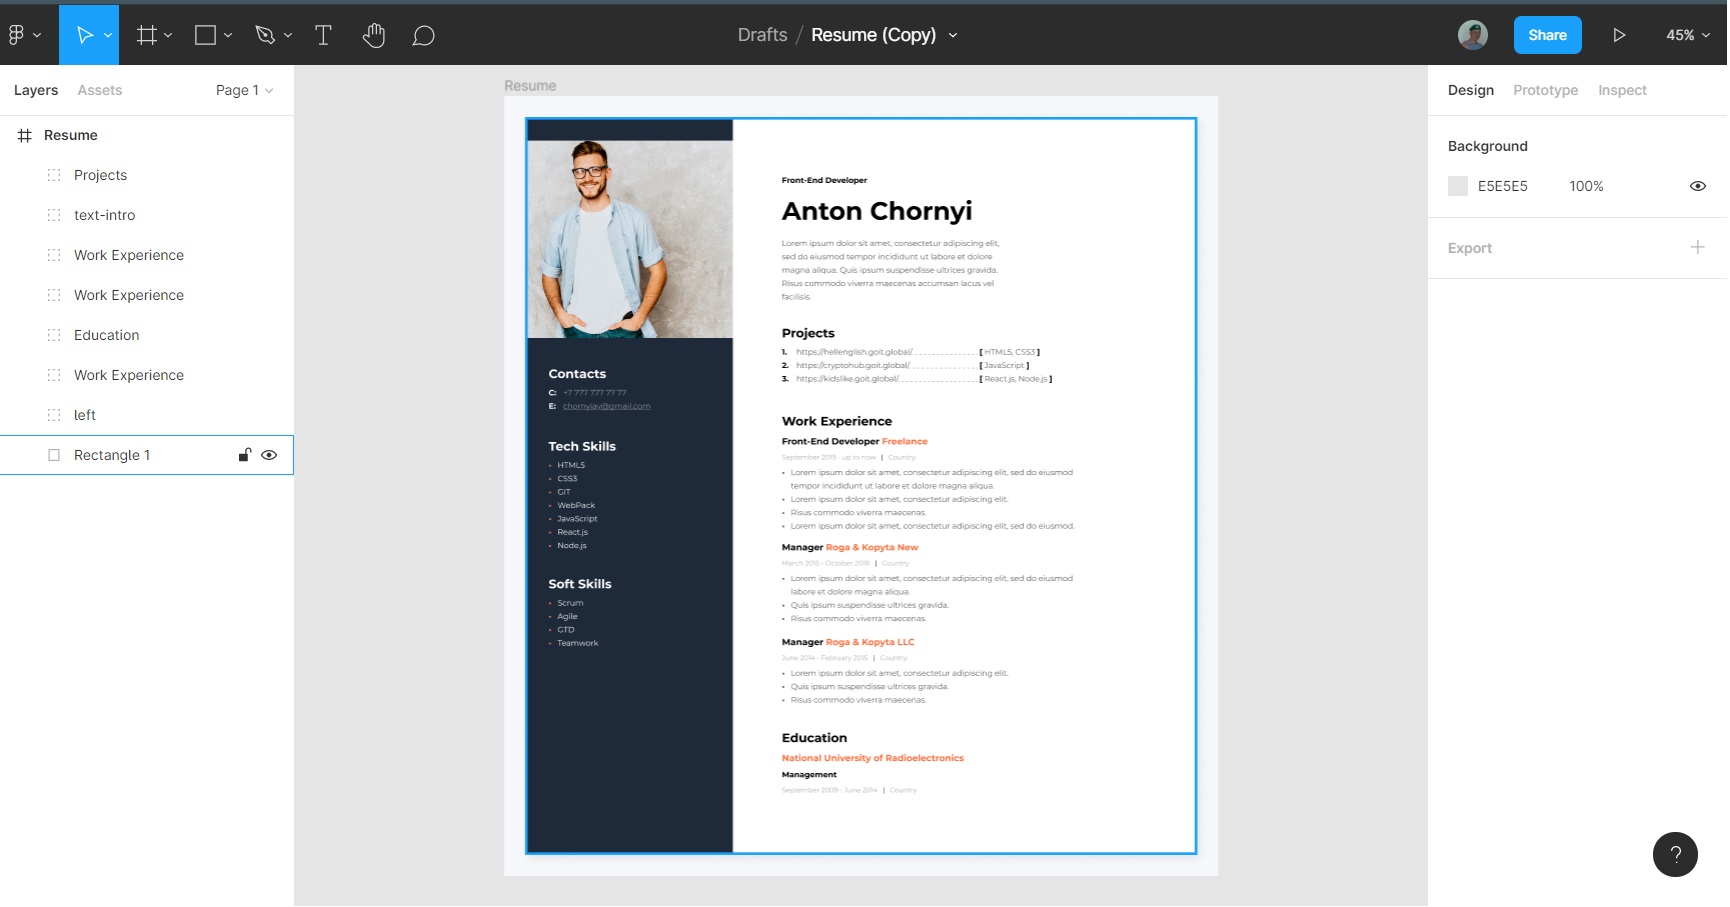 Drafts / Resume (Copy)
Share
45%
Layers
Assets
Page 1
Resume
Projects
text-intro
Work Experience
Work Experience
Education
Work Experience
left
Rectangle 1
Resume
Contacts
C: +7 777 777 77 77
E: chornyiav@gmail.com
Tech Skills
• HTML5
• CSS3
• GIT
• WebPack
• JavaScript
• React.js
• Node.js
Soft Skills
• Scrum
• Agile
• GTD
• Teamwork
Front-End Developer
Anton Chornyi
Lorem ipsum dolor sit amet, consectetur adipiscing elit,
sed do eiusmod tempor incididunt ut labore et dolore
magna aliqua. Quis ipsum suspendisse ultrices gravida.
Risus commodo viverra maecenas accumsan lacus vel
facilisis.
Projects
1. https://hellenglish.goit.global/ [ HTML5, CSS3 ]
2. https://cryptohub.goit.global/ [ JavaScript ]
3. https://kidslike.goit.global/ [ React.js, Node.js ]
Work Experience
Front-End Developer Freelance
September 2019 - up to now | Country
• Lorem ipsum dolor sit amet, consectetur adipiscing elit, sed do eiusmod
tempor incididunt ut labore et dolore magna aliqua.
• Lorem ipsum dolor sit amet, consectetur adipiscing elit.
• Risus commodo viverra maecenas.
• Lorem ipsum dolor sit amet, consectetur adipiscing elit, sed do eiusmod.
Manager Roga & Kopyta New
March 2015 - October 2018 | Country
• Lorem ipsum dolor sit amet, consectetur adipiscing elit, sed do eiusmod
labore et dolore magna aliqua.
• Quis ipsum suspendisse ultrices gravida.
• Risus commodo viverra maecenas.
Manager Roga & Kopyta LLC
June 2014 - February 2015 | Country
• Lorem ipsum dolor sit amet, consectetur adipiscing elit.
• Quis ipsum suspendisse ultrices gravida.
• Risus commodo viverra maecenas.
Education
National University of Radioelectronics
Management
September 2009 - June 2014 | Country
Design
Prototype
Inspect
Background
E5E5E5
100%
Export
?